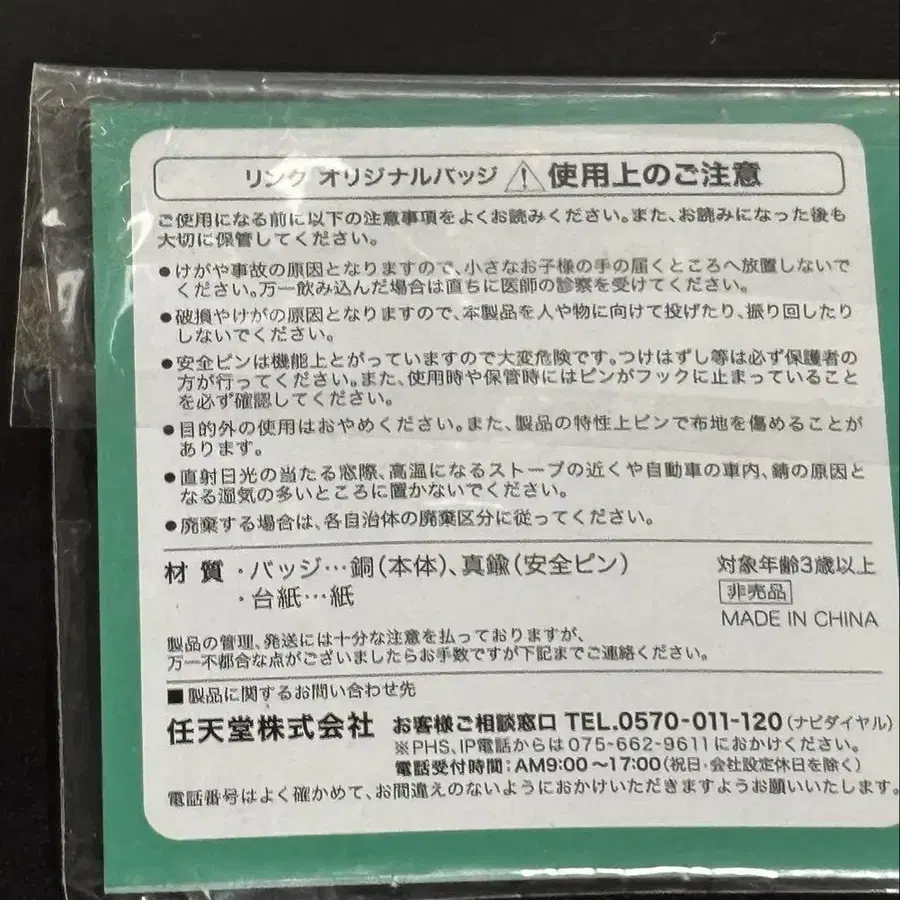 リンク オリジナルバッジ ⚠使用上のご注意
ご使用になる前に以下の注意事項をよくお読みください。また、お読みになった後も
大切に保管してください。
●けがや事故の原因となりますので、小さなお子様の手の届くところへ放置しないで
ください。万一飲み込んだ場合は直ちに医師の診察を受けてください。
●破損やけがの原因となりますので、本製品を人や物に向けて投げたり、振り回したり
しないでください。
●安全ピンは機能上とがっていますので大変危険です。つけはずし等は必ず保護者の
方が行ってください。また、使用時や保管時にはピンがフックに止まっていること
を必ず確認してください。
●目的外の使用はおやめください。また、製品の特性上ピンで布地を傷めることが
あります。
●直射日光の当たる窓際、高温になるストーブの近くや自動車の車内、錆の原因と
なる湿気の多いところに置かないでください。
●廃棄する場合は、各自治体の廃棄区分に従ってください。
材 質 ・バッジ…銅(本体)、真鍮(安全ピン)
・台紙…紙
対象年齢3歳以上
非売品
MADE IN CHINA
製品の管理、発送には十分な注意を払っておりますが、
万一不都合な点がございましたらお手数ですが下記までご連絡ください。
■製品に関するお問い合わせ先
任天堂株式会社 お客様ご相談窓口 TEL.0570-011-120(ナビダイヤル)
※PHS、IP電話からは 075-662-9611におかけください。
電話受付時間:AM9:00~17:00(祝日・会社設定休日を除く)
電話番号はよく確かめて、お間違えのないようにおかけいただきますようお願いいたします。